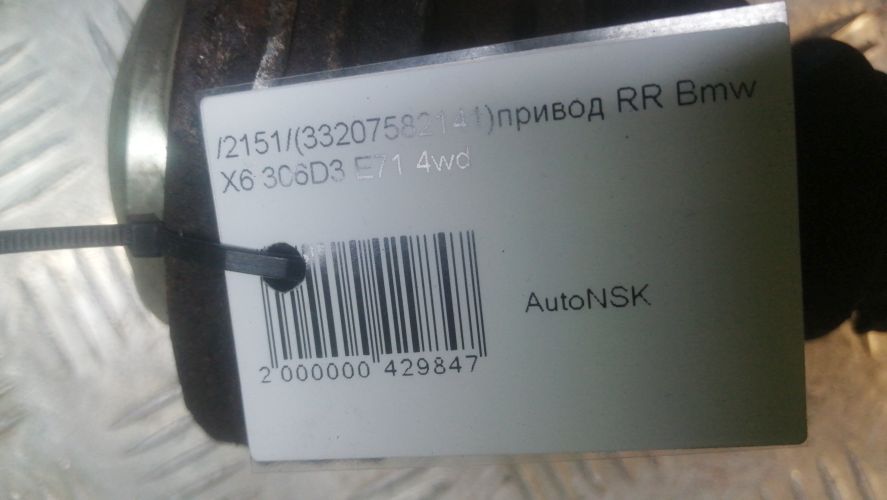 /2151/(33207582141)привод RR Bmw
X6 306D3 E71 4wd
AutoNSK
2 000000 429847